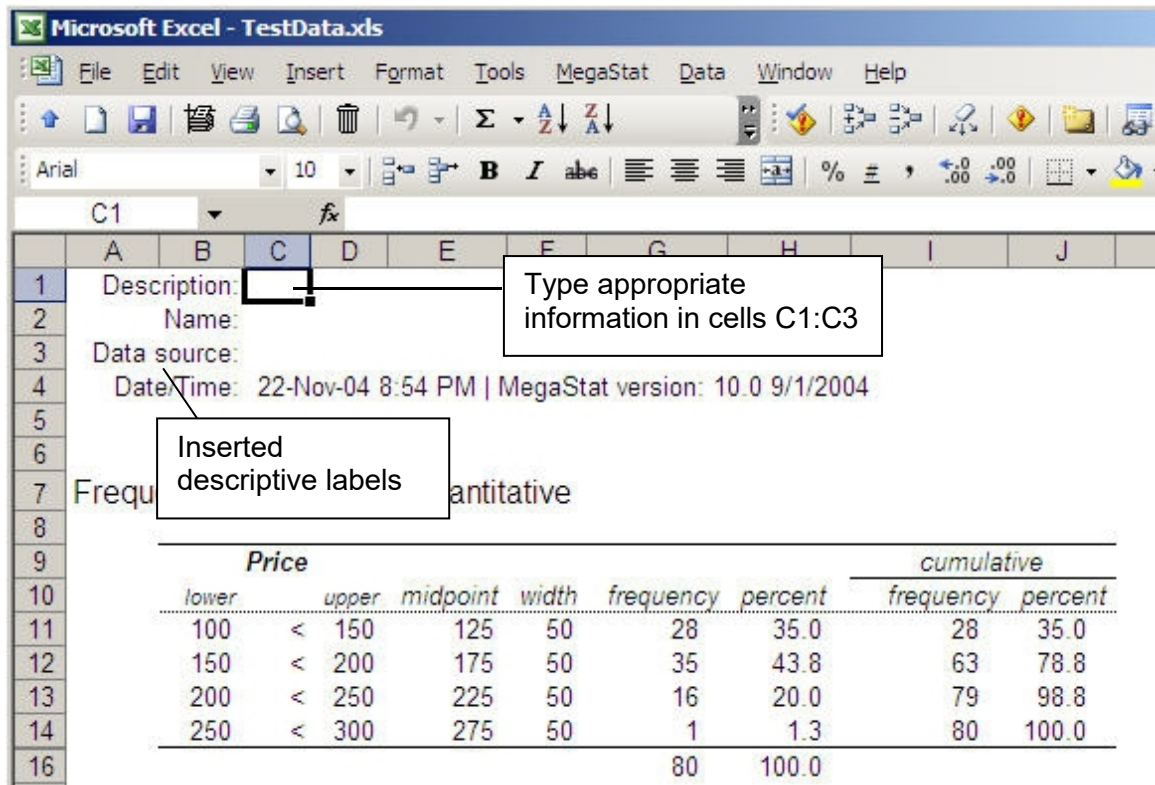 Microsoft Excel - TestData.xls
File Edit View Insert Format Tools MegaStat Data Window Help
Arial 10 B I abc % # ,
C1 fx
A B C D E F G H I J
1 Description:
Type appropriate
information in cells C1:C3
2 Name:
3 Data source:
4 Date/Time: 22-Nov-04 8:54 PM | MegaStat version: 10.0 9/1/2004
5
6
Inserted
descriptive labels
7 Frequ antitative
8
9 Price cumulative
10 lower upper midpoint width frequency percent frequency percent
11 100 < 150 125 50 28 35.0 28 35.0
12 150 < 200 175 50 35 43.8 63 78.8
13 200 < 250 225 50 16 20.0 79 98.8
14 250 < 300 275 50 1 1.3 80 100.0
16 80 100.0